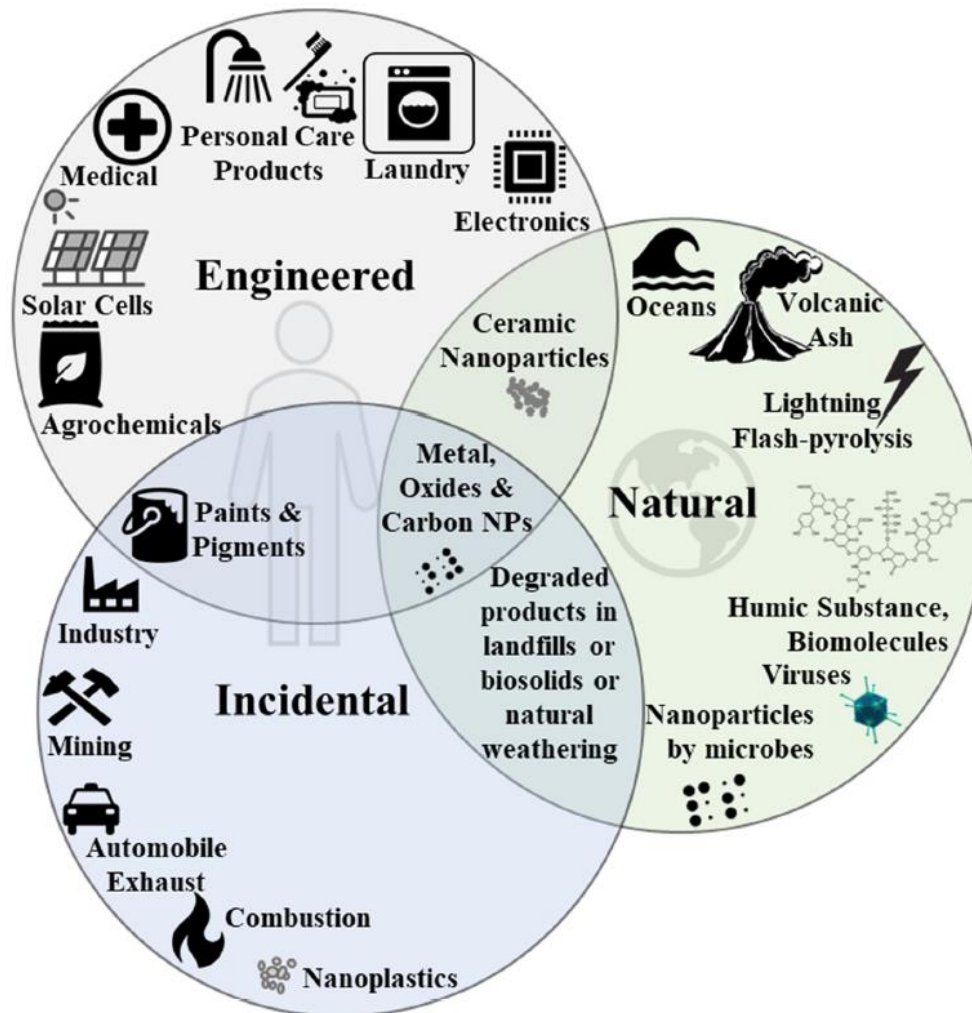 Personal Care
Products
Laundry
Medical
Electronics
Solar Cells
Engineered
Agrochemicals
Oceans
Volcanic
Ash
Ceramic
Nanoparticles
Lightning
Flash-pyrolysis
Metal,
Oxides &
Carbon NPs
Natural
Paints &
Pigments
Degraded
products in
landfills or
biosolids or
natural
weathering
Humic Substance,
Biomolecules
Viruses
Nanoparticles
by microbes
Industry
Incidental
Mining
Automobile
Exhaust
Combustion
Nanoplastics